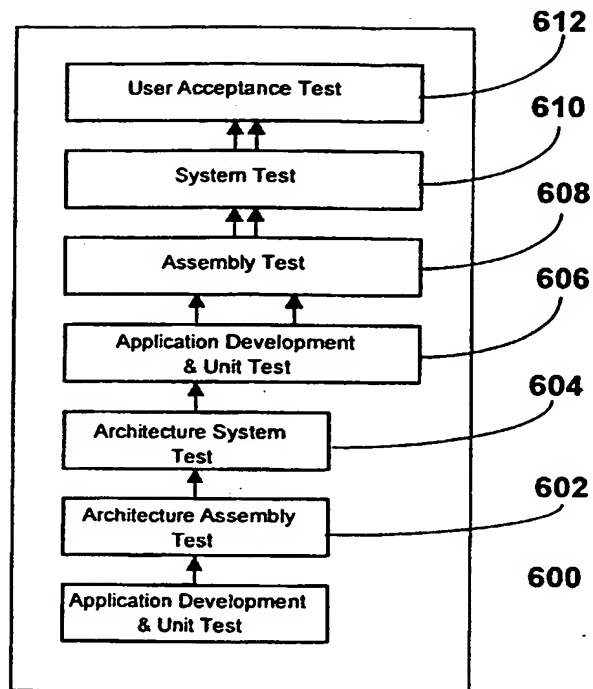 612
User Acceptance Test
610
System Test
608
Assembly Test
606
Application Development
& Unit Test
604
Architecture System
Test
602
Architecture Assembly
Test
600
Application Development
& Unit Test